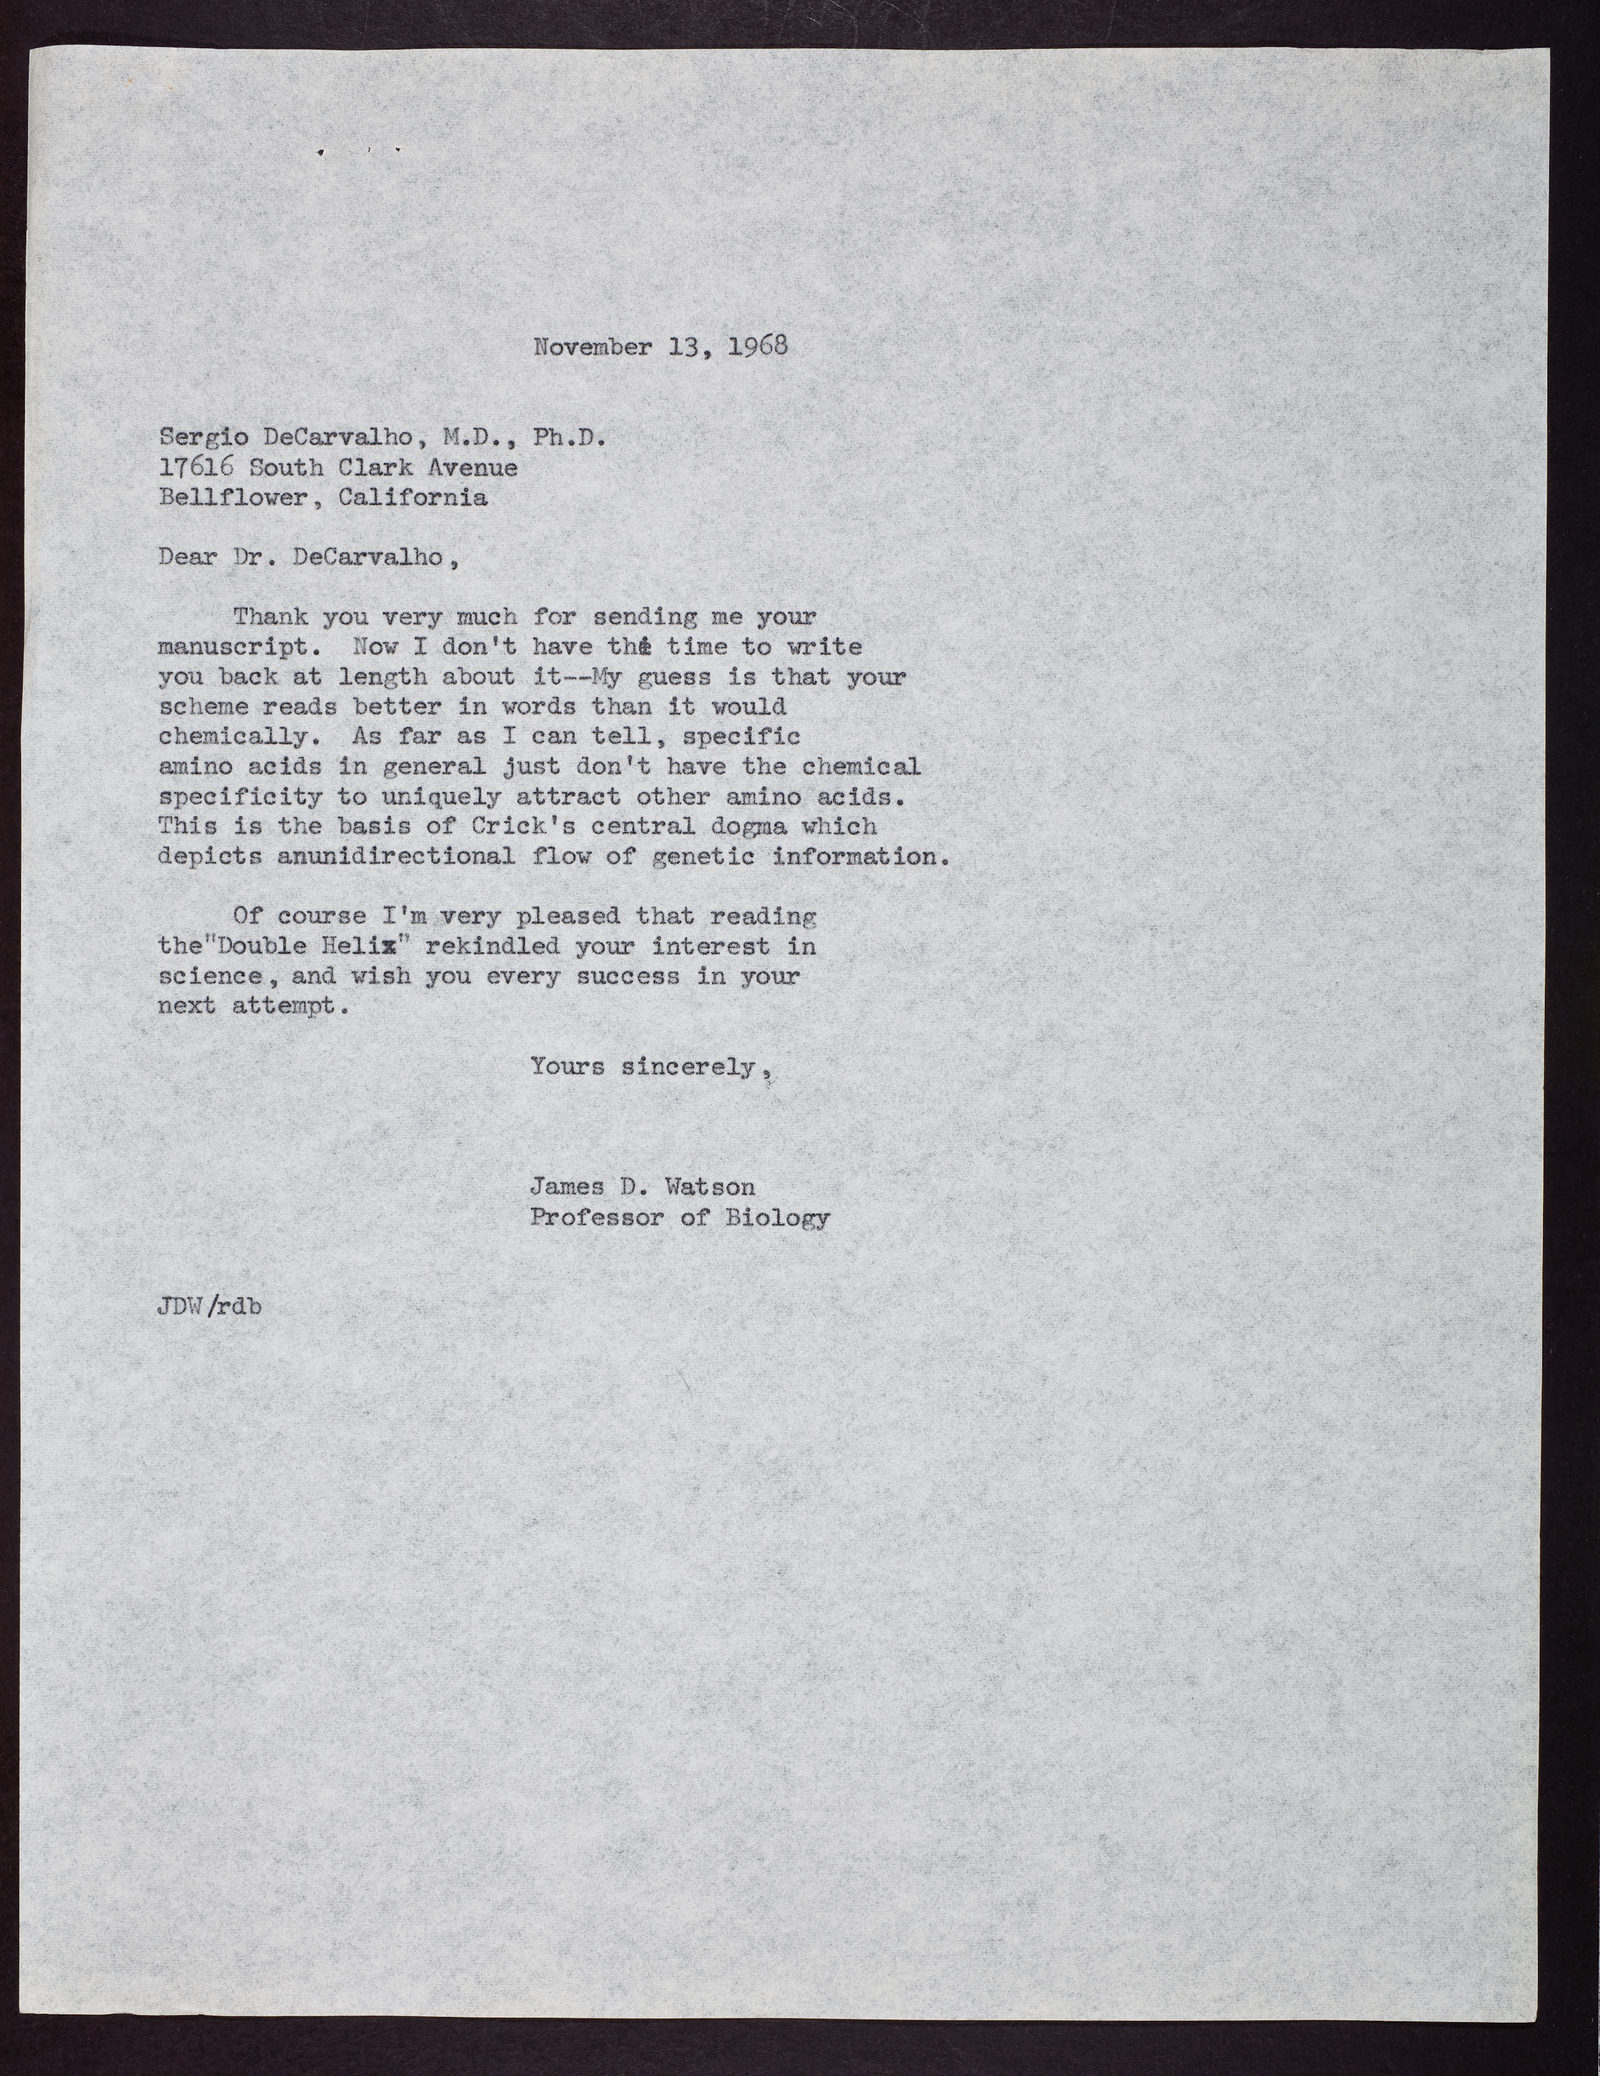 November 13, 1968
Sergio DeCarvalho, M.D., Ph.D.
17616 South Clark Avenue
Bellflower, California
Dear Dr. DeCarvalho,
Thank you very much for sending me your
manuscript. Now I don't have the time to write
you back at length about it--My guess is that your
scheme reads better in words than it would
chemically. As far as I can tell, specific
amino acids in general just don't have the chemical
specificity to uniquely attract other amino acids.
This is the basis of Crick's central dogma which
depicts anunidirectional flow of genetic information.
Of course I'm very pleased that reading
the"Double Helix" rekindled your interest in
science, and wish you every success in your
next attempt.
Yours sincerely,
James D. Watson
Professor of Biology
JDW/rdb